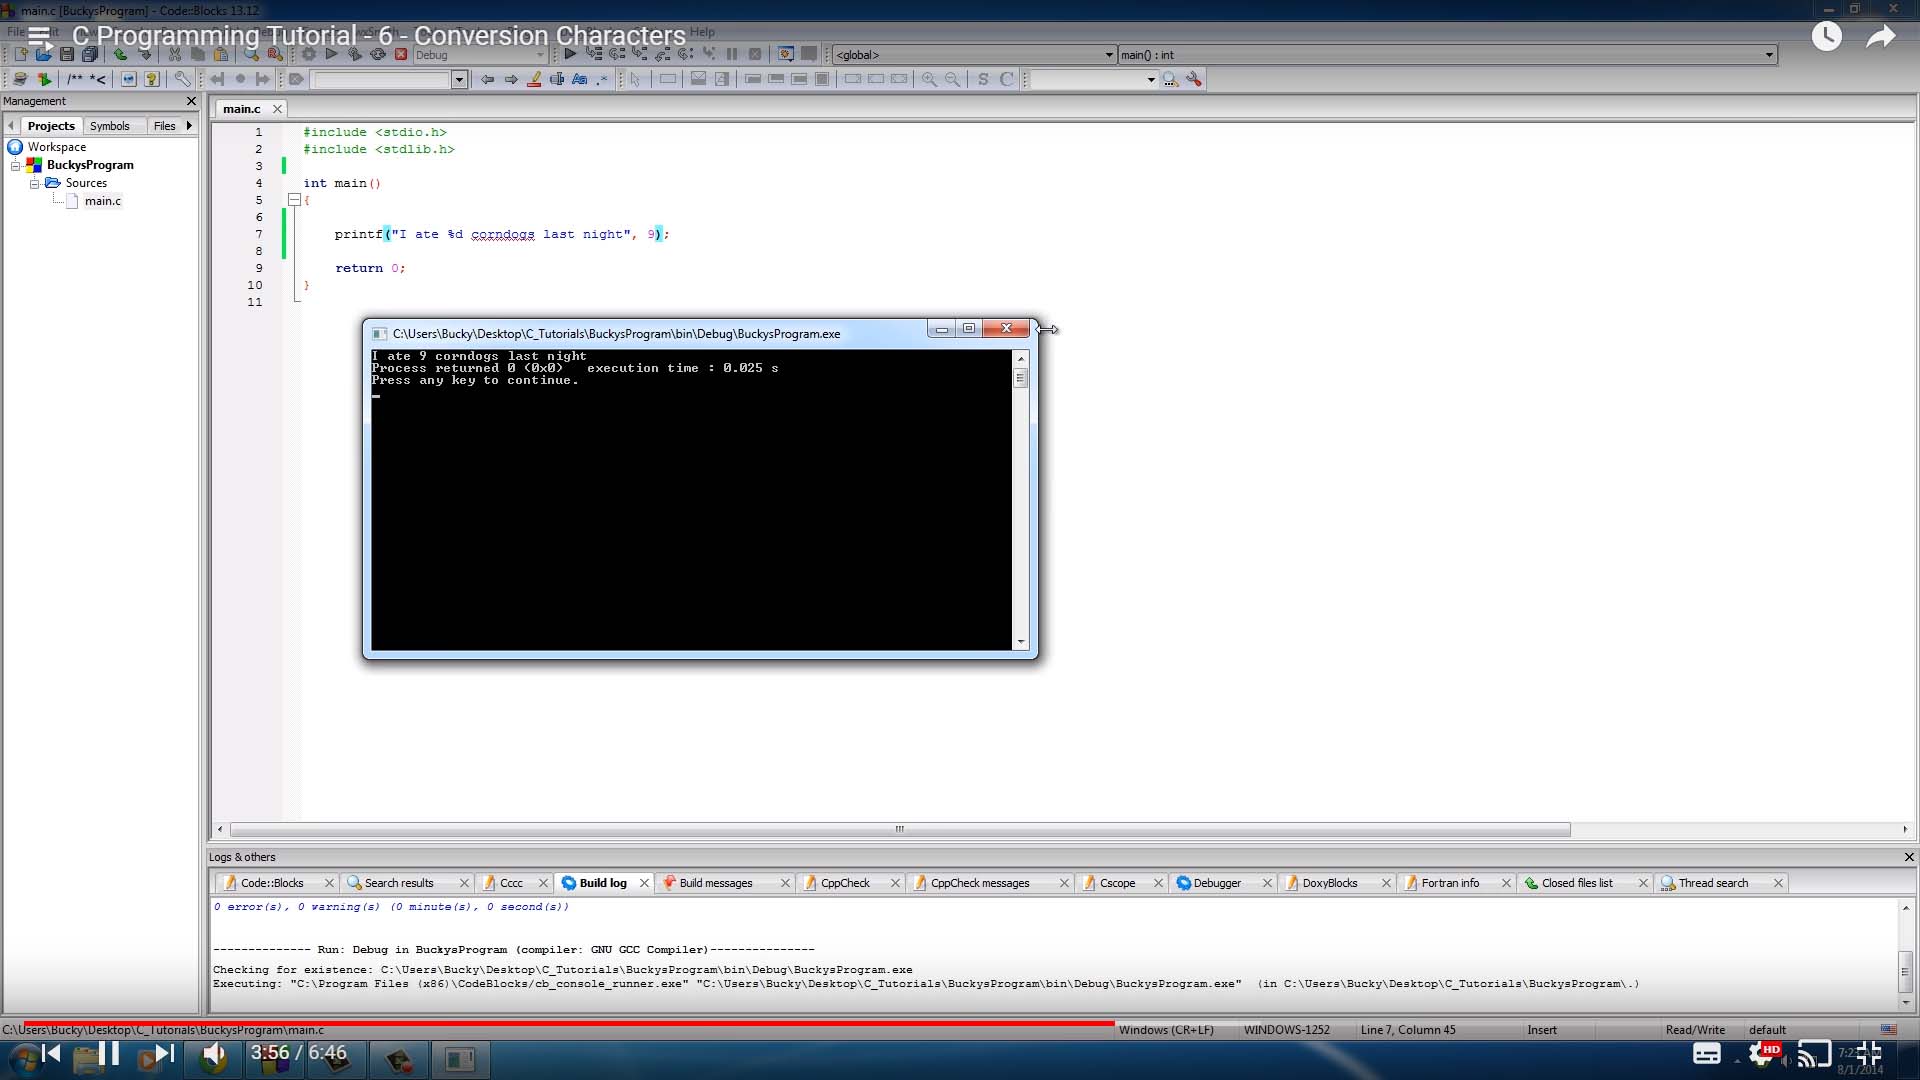 main.c [BuckysProgram] - Code::Blocks 13.12
C Programming Tutorial - 6 - Conversion Characters
File
Help
Debug
<global>
main() : int
/** *<
Aa .*
S C
Management
main.c
Projects Symbols Files
Workspace
BuckysProgram
Sources
main.c
1 #include <stdio.h>
2 #include <stdlib.h>
3
4 int main()
5 {
6
7 printf("I ate %d corndogs last night", 9);
8
9 return 0;
10 }
11
C:\Users\Bucky\Desktop\C_Tutorials\BuckysProgram\bin\Debug\BuckysProgram.exe
I ate 9 corndogs last night
Process returned 0 (0x0)   execution time : 0.025 s
Press any key to continue.
Logs & others
Code::Blocks Search results Cccc Build log Build messages CppCheck CppCheck messages Cscope Debugger DoxyBlocks Fortran info Closed files list Thread search
0 error(s), 0 warning(s) (0 minute(s), 0 second(s))
-------------- Run: Debug in BuckysProgram (compiler: GNU GCC Compiler)---------------
Checking for existence: C:\Users\Bucky\Desktop\C_Tutorials\BuckysProgram\bin\Debug\BuckysProgram.exe
Executing: "C:\Program Files (x86)\CodeBlocks/cb_console_runner.exe" "C:\Users\Bucky\Desktop\C_Tutorials\BuckysProgram\bin\Debug\BuckysProgram.exe"  (in C:\Users\Bucky\Desktop\C_Tutorials\BuckysProgram\.)
C:\Users\Bucky\Desktop\C_Tutorials\BuckysProgram\main.c
Windows (CR+LF) WINDOWS-1252 Line 7, Column 45 Insert Read/Write default
3:56 / 6:46
HD
8/1/2014